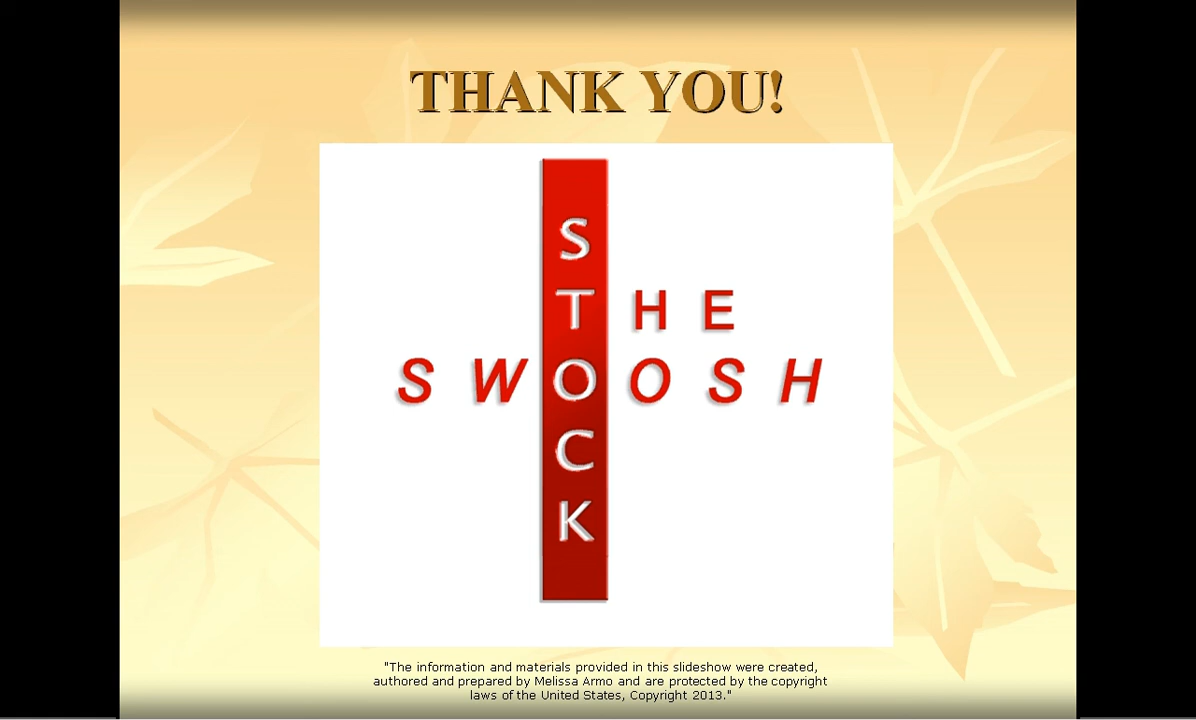 THANK YOU!
STOCK
THE
SWOOSH
"The information and materials provided in this slideshow were created,
authored and prepared by Melissa Armo and are protected by the copyright
laws of the United States, Copyright 2013."